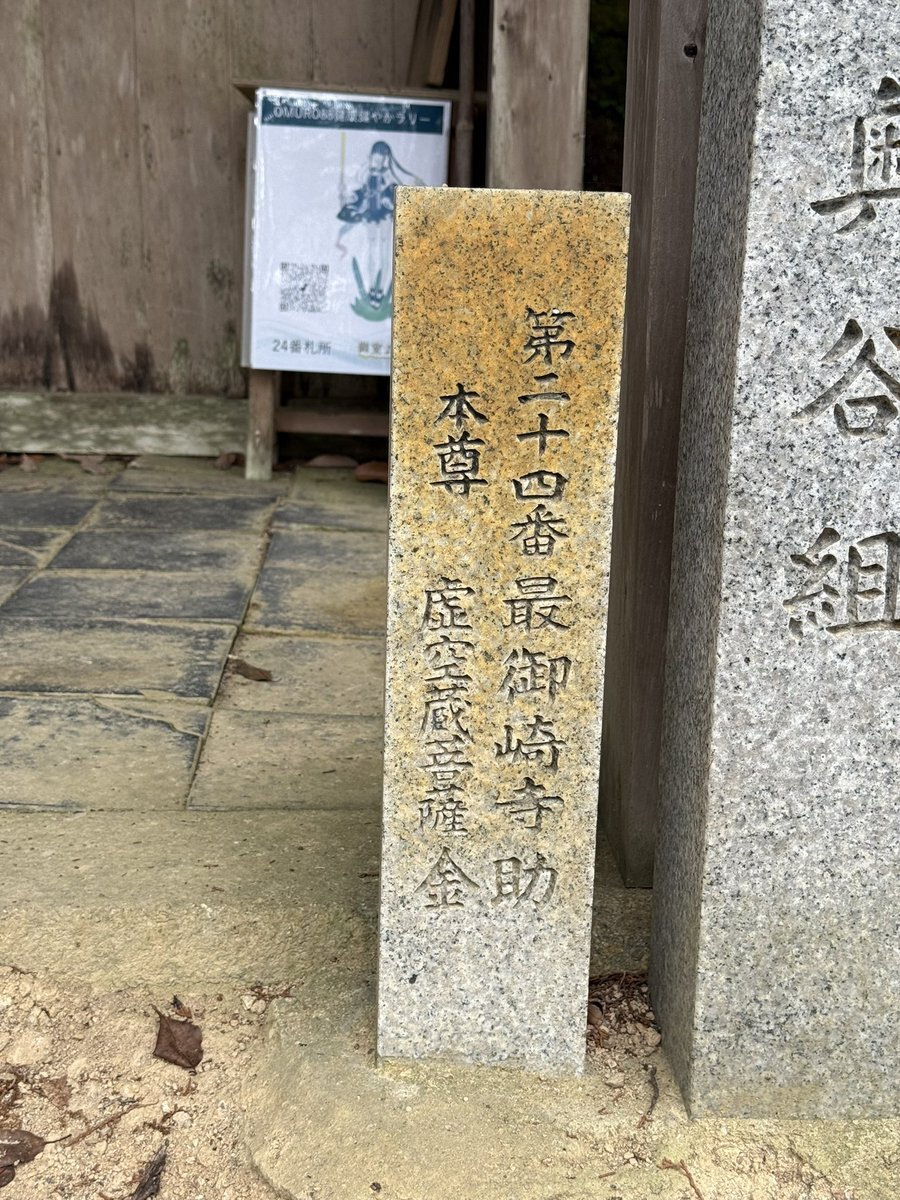 第二十四番 最御崎寺 助
本尊 虚空蔵菩薩 金
奥谷組
24番札所